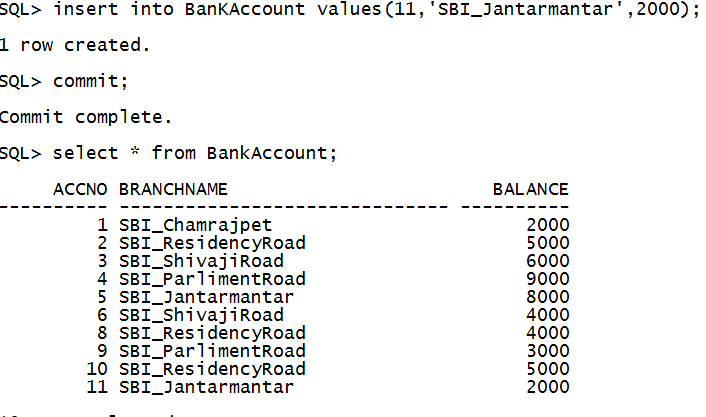 SQL> insert into BanKAccount values(11,'SBI_Jantarmantar',2000);
1 row created.
SQL> commit;
Commit complete.
SQL> select * from BankAccount;
ACCNO BRANCHNAME BALANCE
---------- ------------------------------ ----------
1 SBI_Chamrajpet 2000
2 SBI_ResidencyRoad 5000
3 SBI_ShivajiRoad 6000
4 SBI_ParlimentRoad 9000
5 SBI_Jantarmantar 8000
6 SBI_ShivajiRoad 4000
8 SBI_ResidencyRoad 4000
9 SBI_ParlimentRoad 3000
10 SBI_ResidencyRoad 5000
11 SBI_Jantarmantar 2000